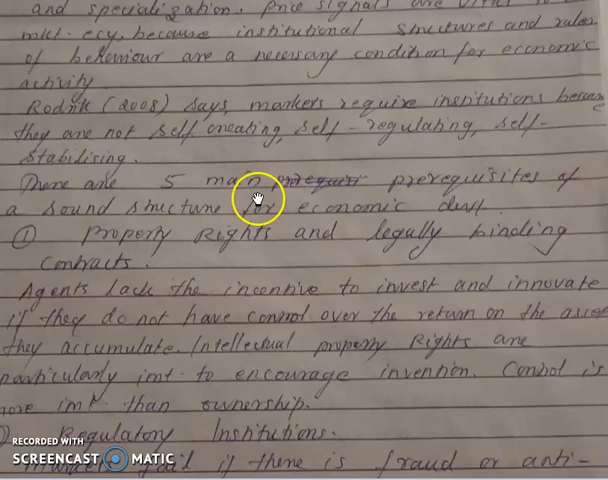 and specialization. Price signals are vital to
mkt. ecy. because institutional structures and rules
of behaviour are a necessary condition for economic
activity.
Rodrik (2008) says, markets require institutions because
they are not self creating, self-regulating, self-
stabilising.
There are 5 main prerequisites of
a sound structure for economic devt.
① Property Rights and legally binding
contracts.
Agents lack the incentive to invest and innovate
if they do not have control over the return on the assets
they accumulate. Intellectual property Rights are
particularly imt. to encourage invention. Control is
more imt. than ownership.
Regulatory Institutions.
Markets fail if there is fraud or anti-
RECORDED WITH
SCREENCAST MATIC